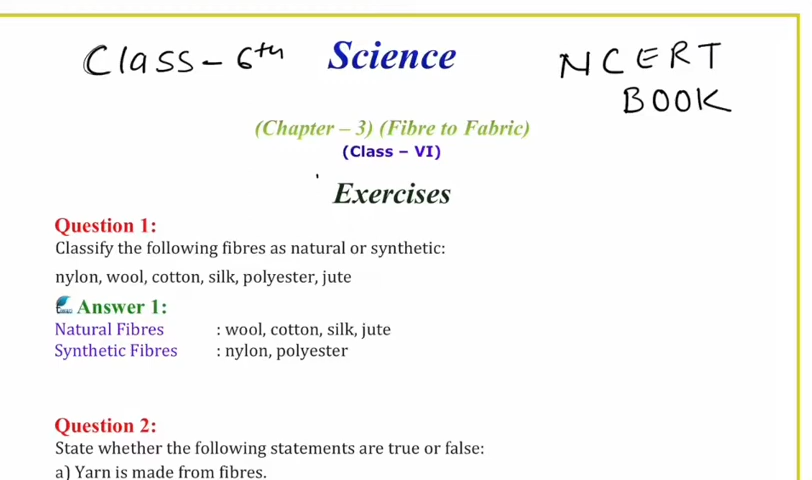 Class - 6th Science NCERT
BOOK
(Chapter – 3) (Fibre to Fabric)
(Class – VI)
Exercises
Question 1:
Classify the following fibres as natural or synthetic:
nylon, wool, cotton, silk, polyester, jute
Answer 1:
Natural Fibres : wool, cotton, silk, jute
Synthetic Fibres : nylon, polyester
Question 2:
State whether the following statements are true or false:
a) Yarn is made from fibres.